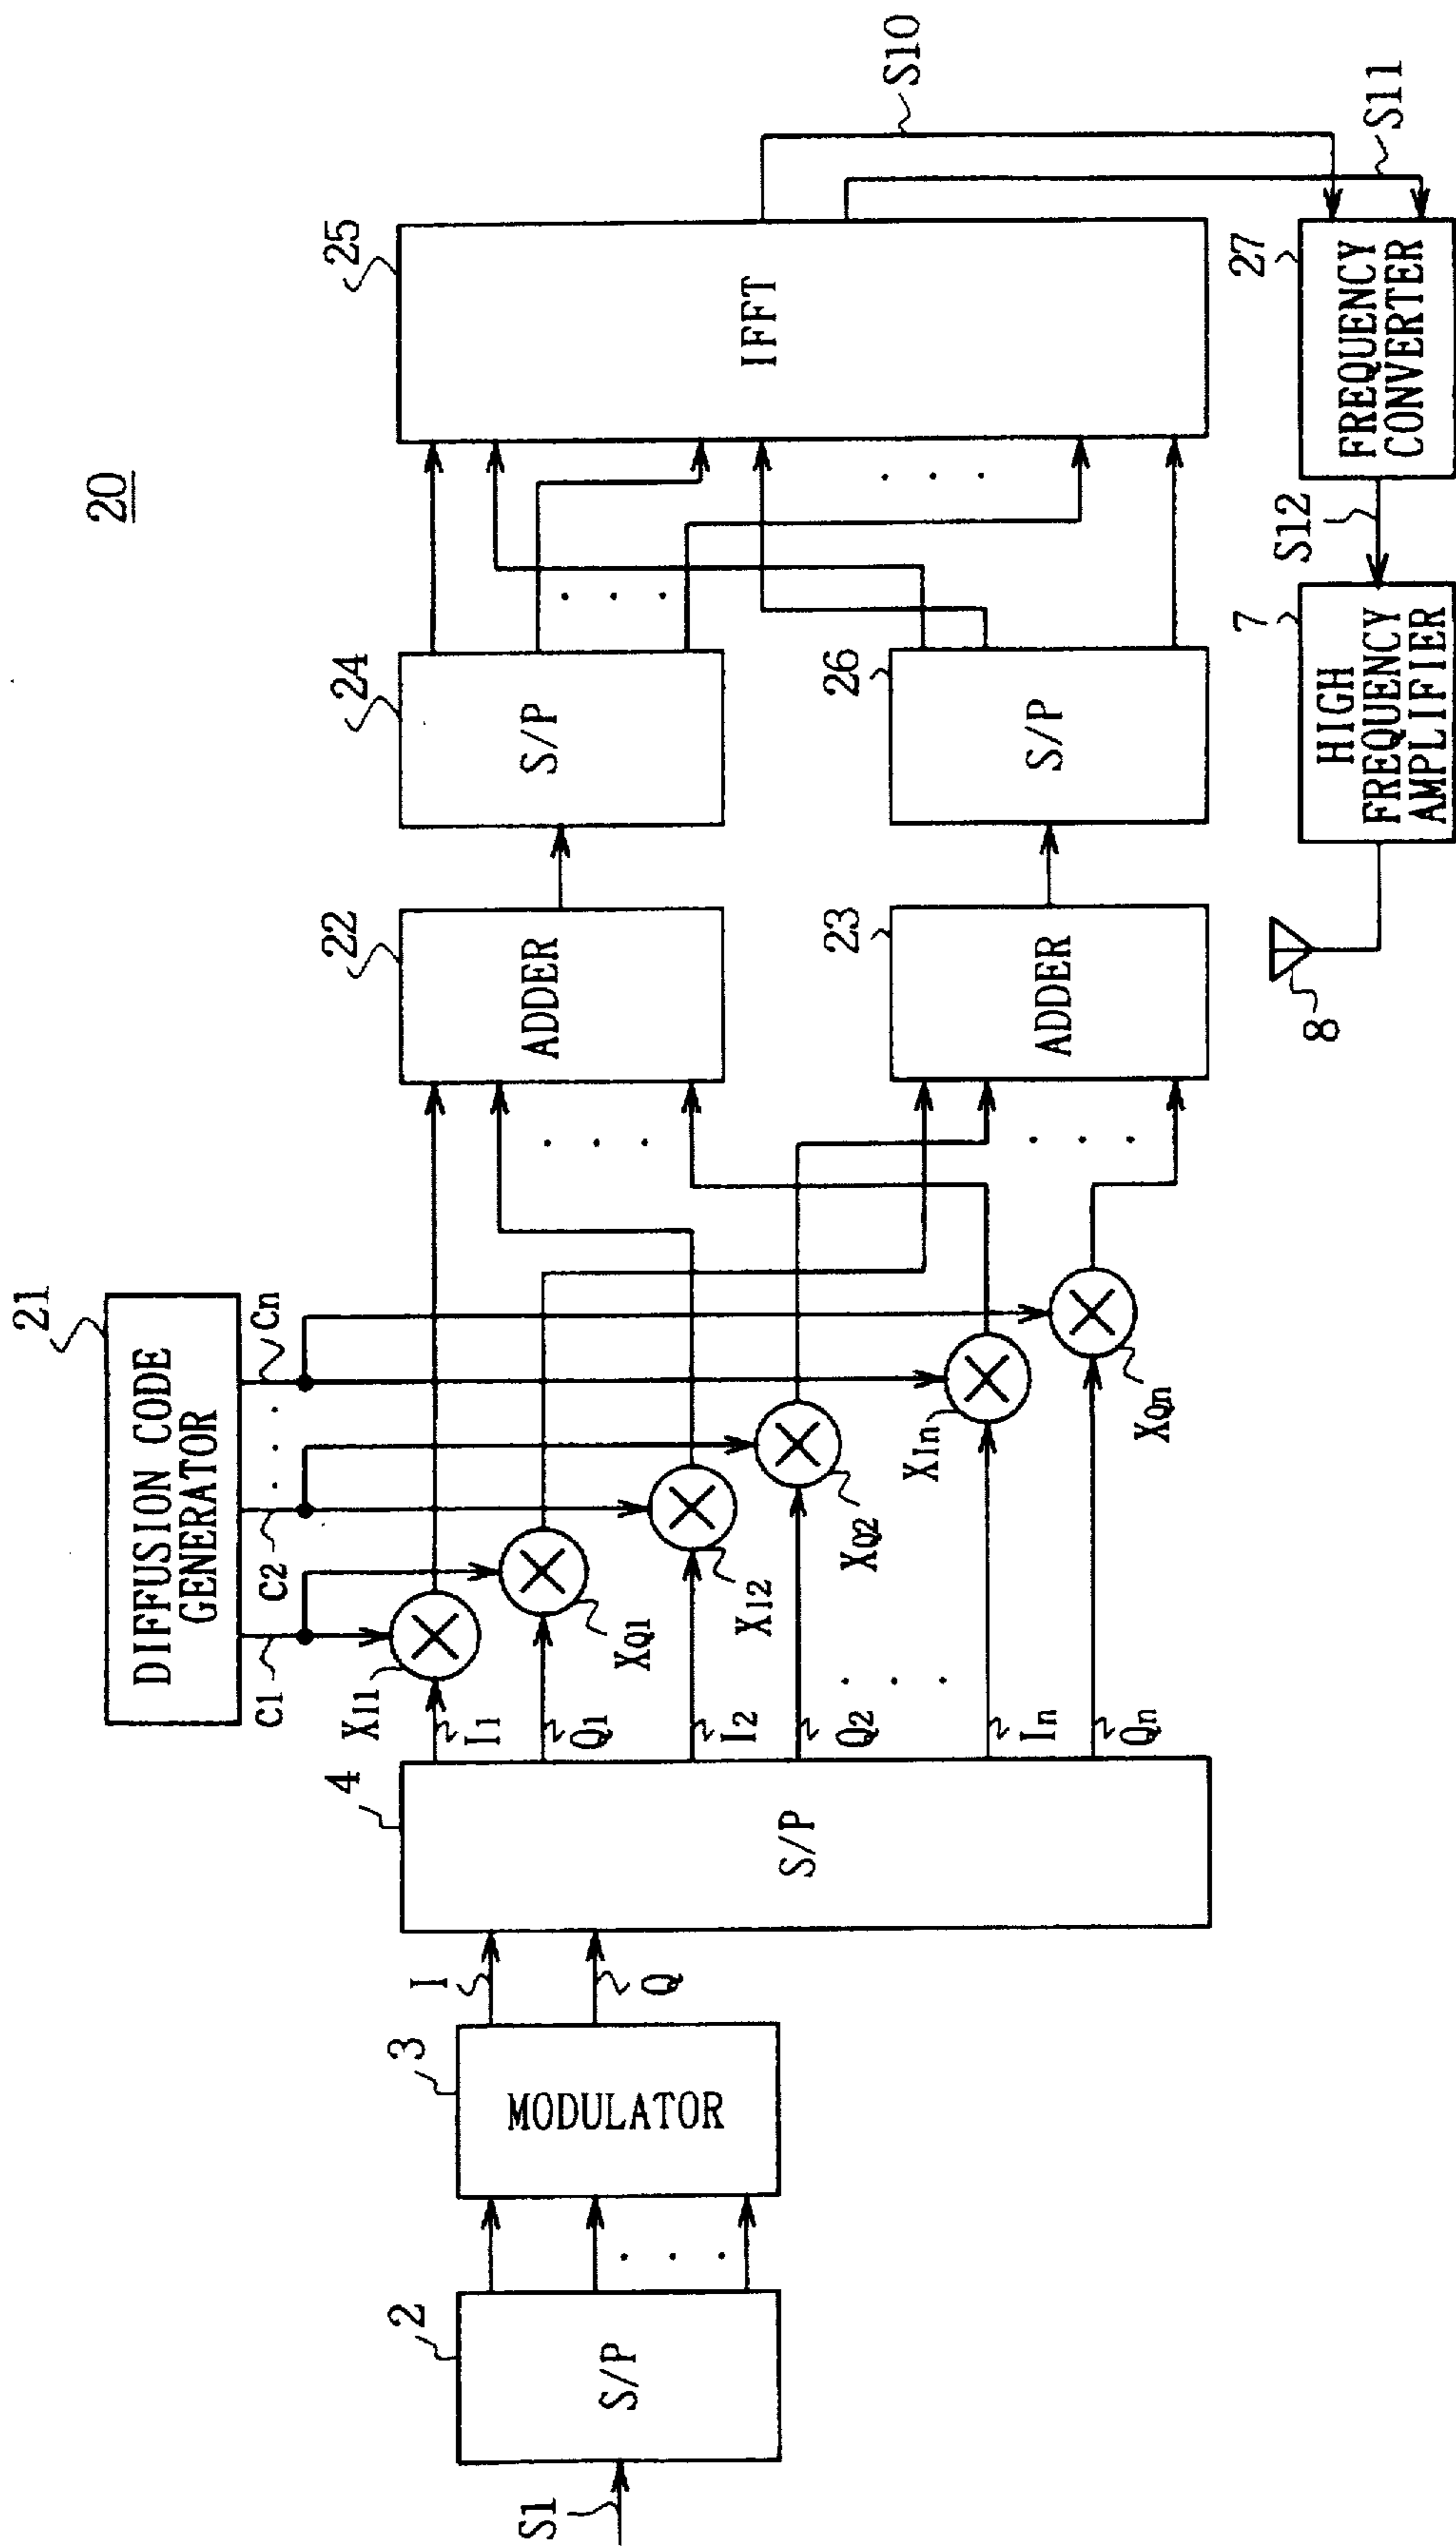 20
21
DIFFUSION CODE
GENERATOR
C1
C2
. . .
Cn
S1
2
S/P
. . .
3
MODULATOR
I
Q
4
S/P
I1
Q1
I2
Q2
. . .
In
Qn
XI1
XQ1
XI2
XQ2
XIn
XQn
22
ADDER
. . .
23
ADDER
. . .
24
S/P
. . .
26
S/P
25
IFFT
. . .
S10
S11
27
FREQUENCY
CONVERTER
S12
7
HIGH
FREQUENCY
AMPLIFIER
8